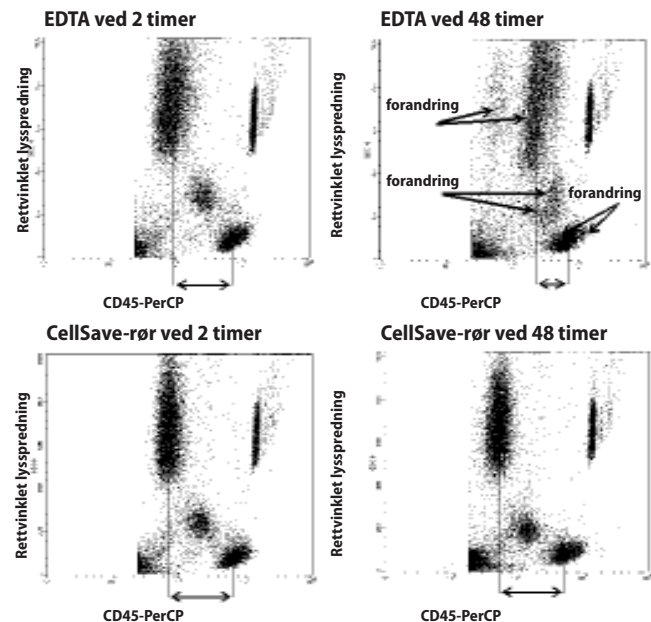 EDTA ved 2 timer
EDTA ved 48 timer
Rettvinklet lysspredning
Rettvinklet lysspredning
forandring
forandring
forandring
CD45-PerCP
CD45-PerCP
CellSave-rør ved 2 timer
CellSave-rør ved 48 timer
Rettvinklet lysspredning
Rettvinklet lysspredning
CD45-PerCP
CD45-PerCP